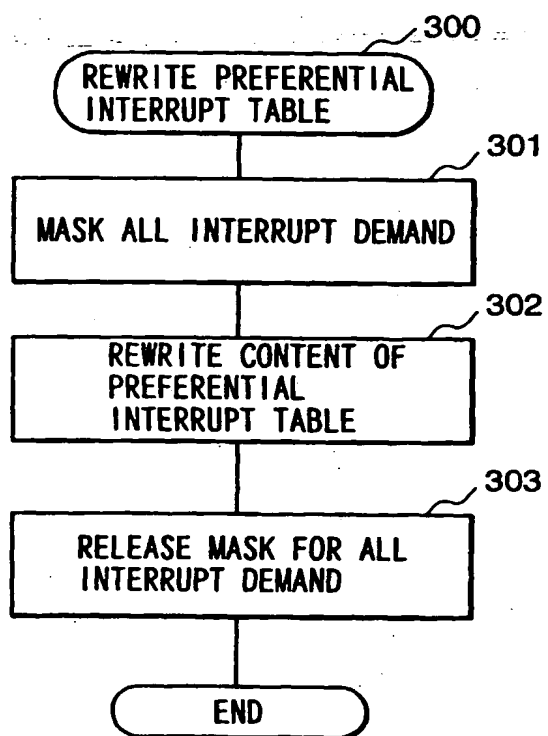 300
REWRITE PREFERENTIAL
INTERRUPT TABLE
301
MASK ALL INTERRUPT DEMAND
302
REWRITE CONTENT OF
PREFERENTIAL
INTERRUPT TABLE
303
RELEASE MASK FOR ALL
INTERRUPT DEMAND
END